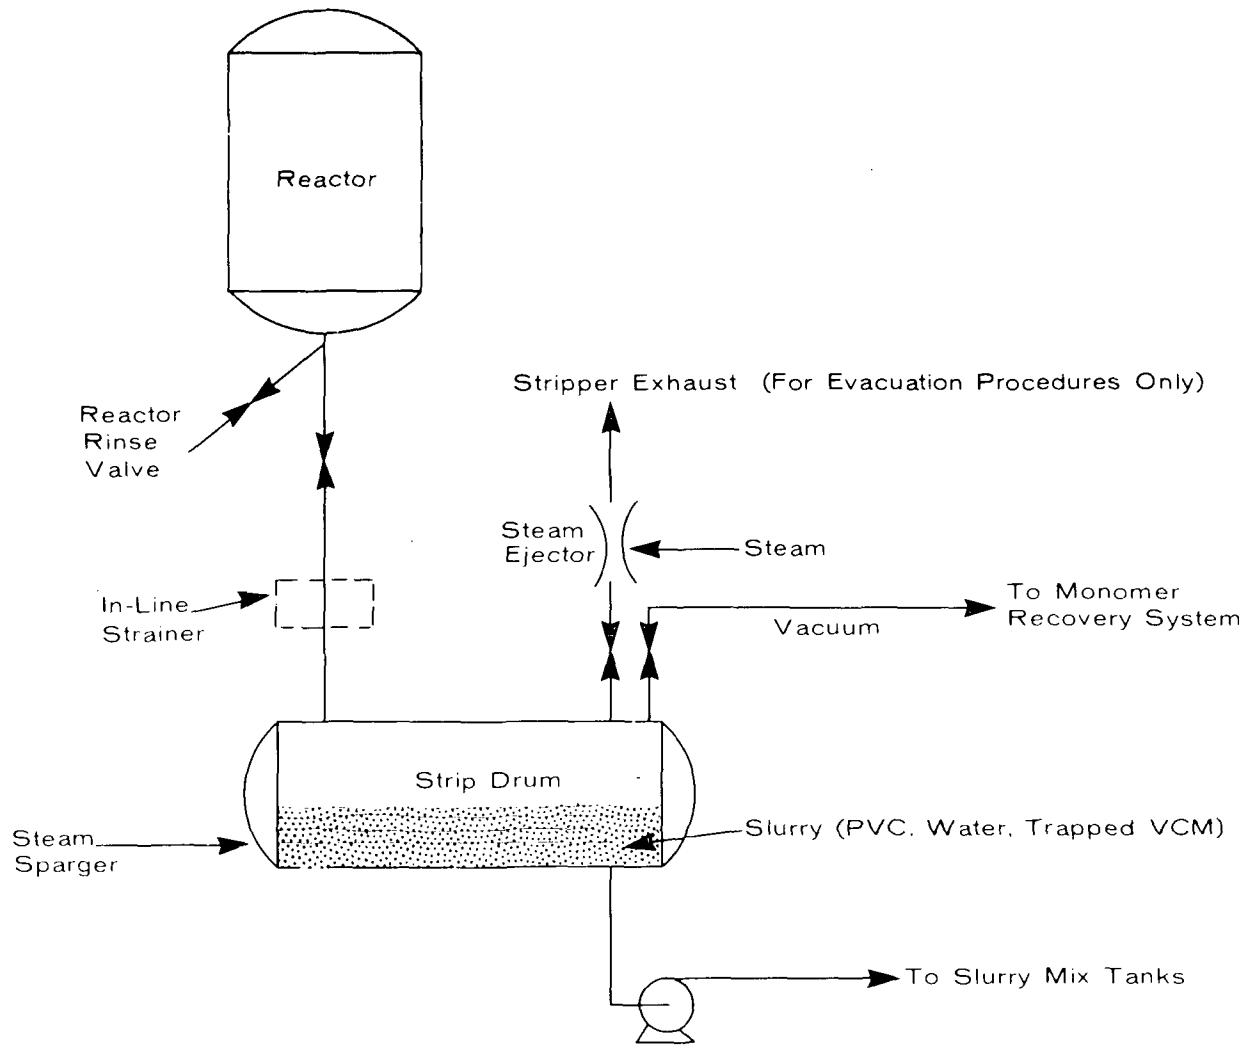 Reactor
Stripper Exhaust (For Evacuation Procedures Only)
Reactor
Rinse
Valve
Steam
Ejector
Steam
To Monomer
Recovery System
In-Line
Strainer
Vacuum
Strip Drum
Slurry (PVC, Water, Trapped VCM)
Steam
Sparger
To Slurry Mix Tanks